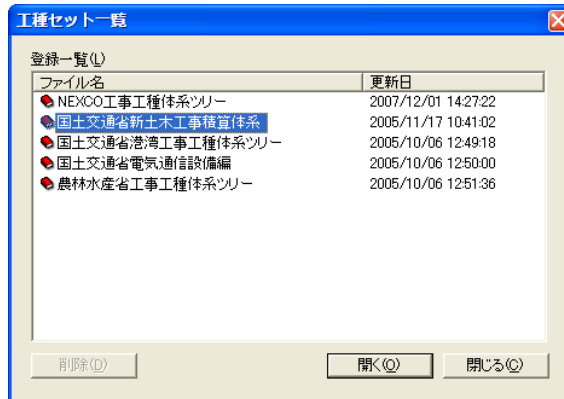 工種セット一覧
登録一覧(L)
ファイル名 更新日
NEXCO工事工種体系ツリー 2007/12/01 14:27:22
国土交通省新土木工事積算体系 2005/11/17 10:41:02
国土交通省港湾工事工種体系ツリー 2005/10/06 12:49:18
国土交通省電気通信設備編 2005/10/06 12:50:00
農林水産省工事工種体系ツリー 2005/10/06 12:51:36
削除(D) 開く(O) 閉じる(C)